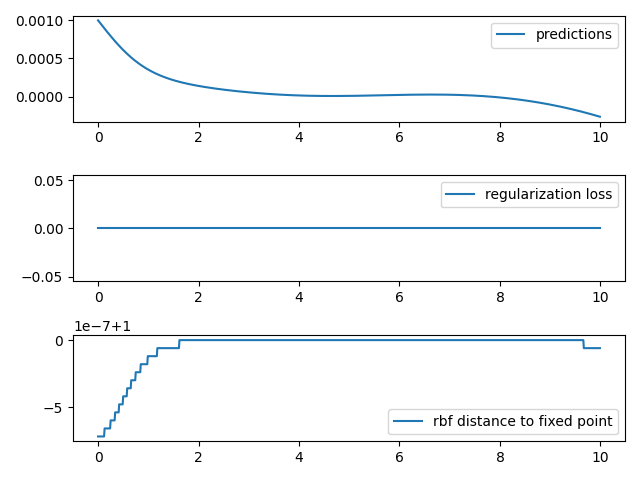 0.0010
predictions
0.0005
0.0000
0 2 4 6 8 10
0.05
regularization loss
0.00
−0.05
0 2 4 6 8 10
1e−7+1
0
−5
rbf distance to fixed point
0 2 4 6 8 10